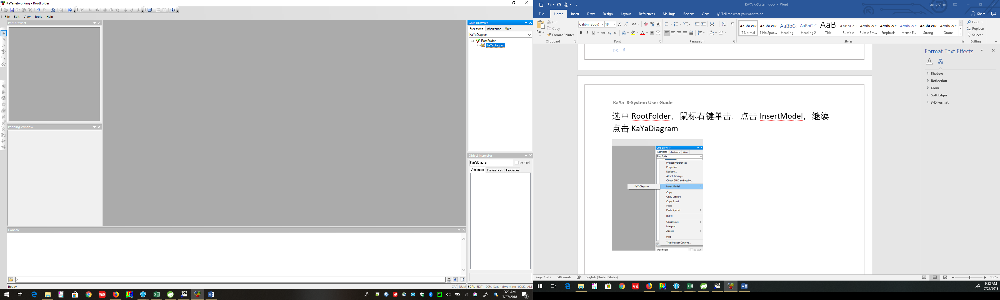 KaYanetworking - RootFolder
File Edit View Tools Help
Part Browser
Panning Window
Console
>
Ready
CAP NUM SCRL EDIT 100% KaYanetworking 09:22 AM
GME Browser
Aggregate Inheritance Meta
KaYaDiagram
RootFolder
KaYaDiagram
Object Inspector
KaYaDiagram
for Kind
Attributes Preferences Properties
9:22 AM
7/27/2018
KAYA X-System.docx - Word
Liang Chen
File Home Insert Draw Design Layout References Mailings Review View Tell me what you want to do
Share
Paste
Cut
Copy
Format Painter
Clipboard
Calibri (Body) 18
Font
Paragraph
AaBbCcDc AaBbCcDc AaBbC( AaBbCcD AaB AaBbCcD AaBbCcDt AaBbCcDt AaBbCcDt AaBbCcDc AaBbCcDt
¶ Normal ¶ No Spac... Heading 1 Heading 2 Title Subtitle Subtle Em... Emphasis Intense E... Strong Quote
Styles
Find
Replace
Select
Editing
pg. - 6 -
KaYa X-System User Guide
选中 RootFolder，鼠标右键单击，点击 InsertModel，继续
点击 KaYaDiagram
GME Browser
Aggregate Inheritance Meta
RootFolder
Project Preferences
Properties
Registry...
Attach Library...
Check GUID ambiguity...
KaYaDiagram
Insert Model
Copy
Copy Closure
Copy Smart
Paste
Paste Special
Delete
Constraints
Interpret
Access
Help
Tree Browser Options...
RootFolder
for Kind
Format Text Effects
Shadow
Reflection
Glow
Soft Edges
3-D Format
Page 7 of 7 348 words English (United States)
130%
9:22 AM
7/27/2018